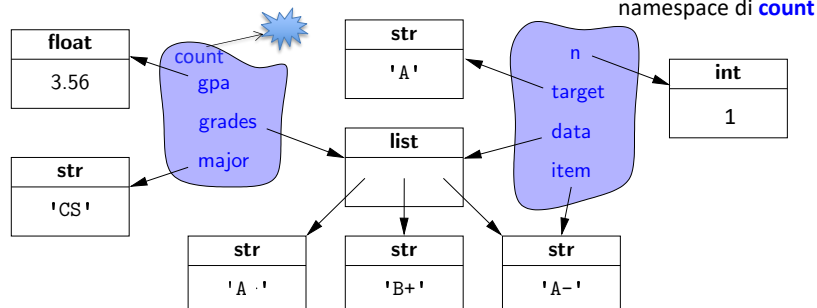 namespace di count
float
3.56
count
gpa
grades
major
str
'CS'
str
'A'
list
n
target
data
item
int
1
str
str
'B+'
str
'A-'